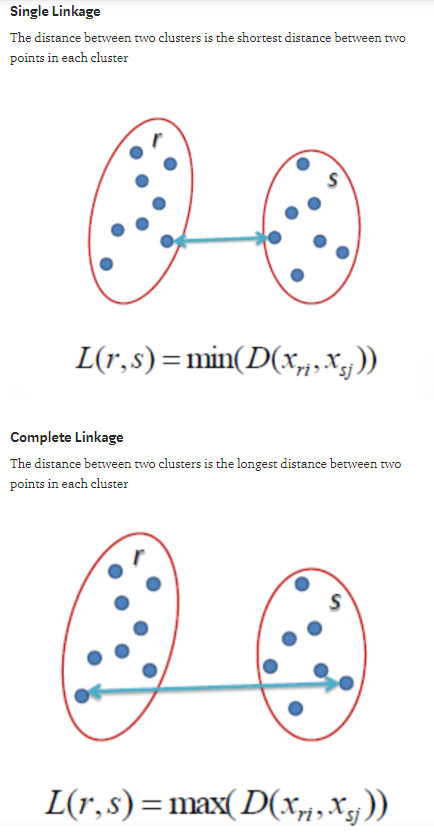 Single Linkage
The distance between two clusters is the shortest distance between two
points in each cluster
r
s
L(r,s)=min(D(x_{ri},x_{sj}))
Complete Linkage
The distance between two clusters is the longest distance between two
points in each cluster
r
s
L(r,s)=max(D(x_{ri},x_{sj}))